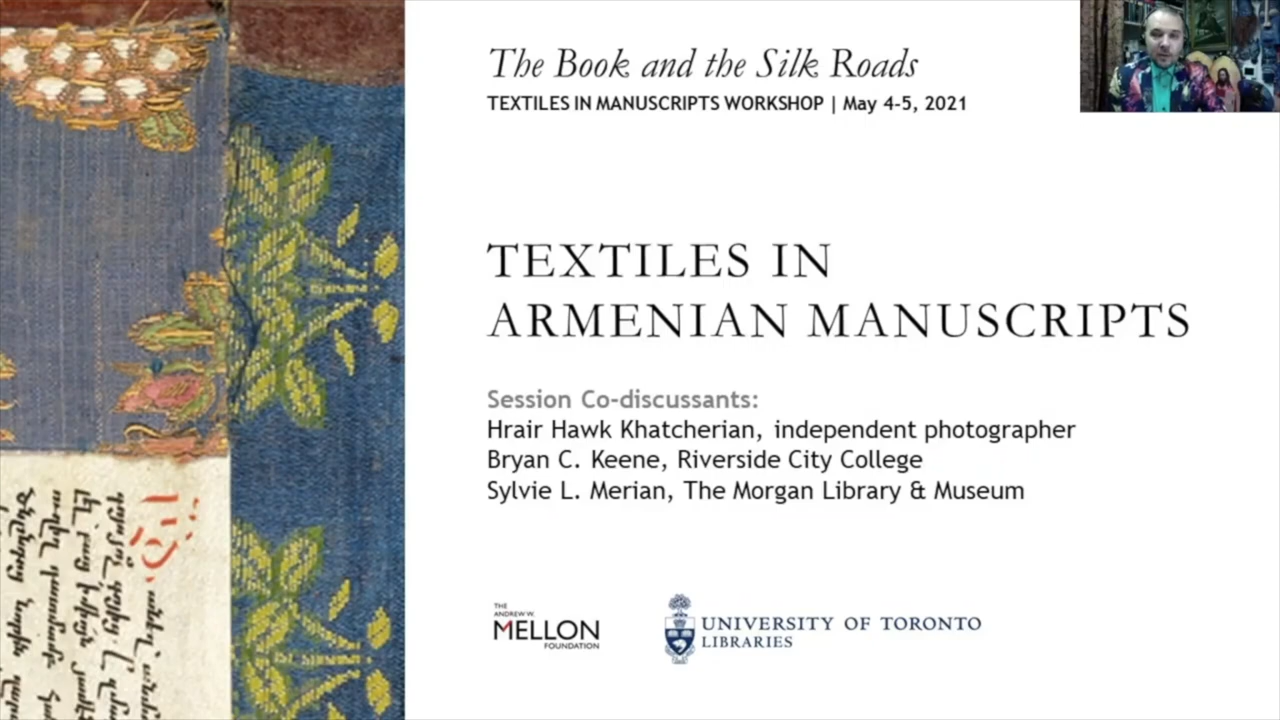 The Book and the Silk Roads
TEXTILES IN MANUSCRIPTS WORKSHOP | May 4-5, 2021
TEXTILES IN
ARMENIAN MANUSCRIPTS
Session Co-discussants:
Hrair Hawk Khatcherian, independent photographer
Bryan C. Keene, Riverside City College
Sylvie L. Merian, The Morgan Library & Museum
THE
ANDREW W.
MELLON
FOUNDATION
UNIVERSITY OF TORONTO
LIBRARIES